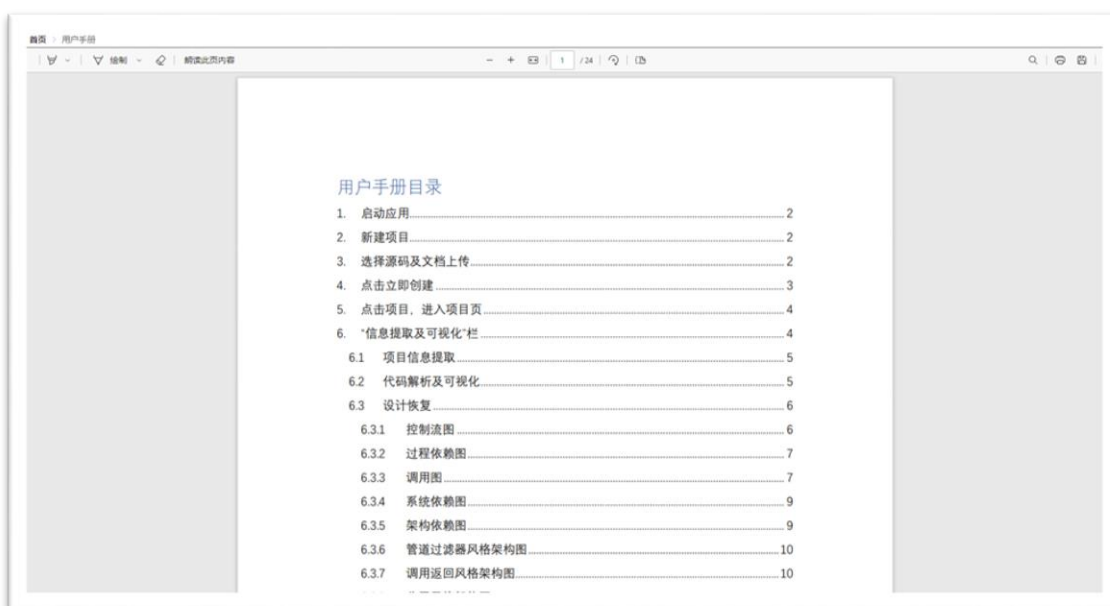 首页 > 用户手册
绘制 朗读此页内容 - + 1 / 24
用户手册目录
1. 启动应用 2
2. 新建项目 2
3. 选择源码及文档上传 2
4. 点击立即创建 3
5. 点击项目，进入项目页 4
6. “信息提取及可视化”栏 4
6.1 项目信息提取 5
6.2 代码解析及可视化 5
6.3 设计恢复 6
6.3.1 控制流图 6
6.3.2 过程依赖图 7
6.3.3 调用图 7
6.3.4 系统依赖图 9
6.3.5 架构依赖图 9
6.3.6 管道过滤器风格架构图 10
6.3.7 调用返回风格架构图 10